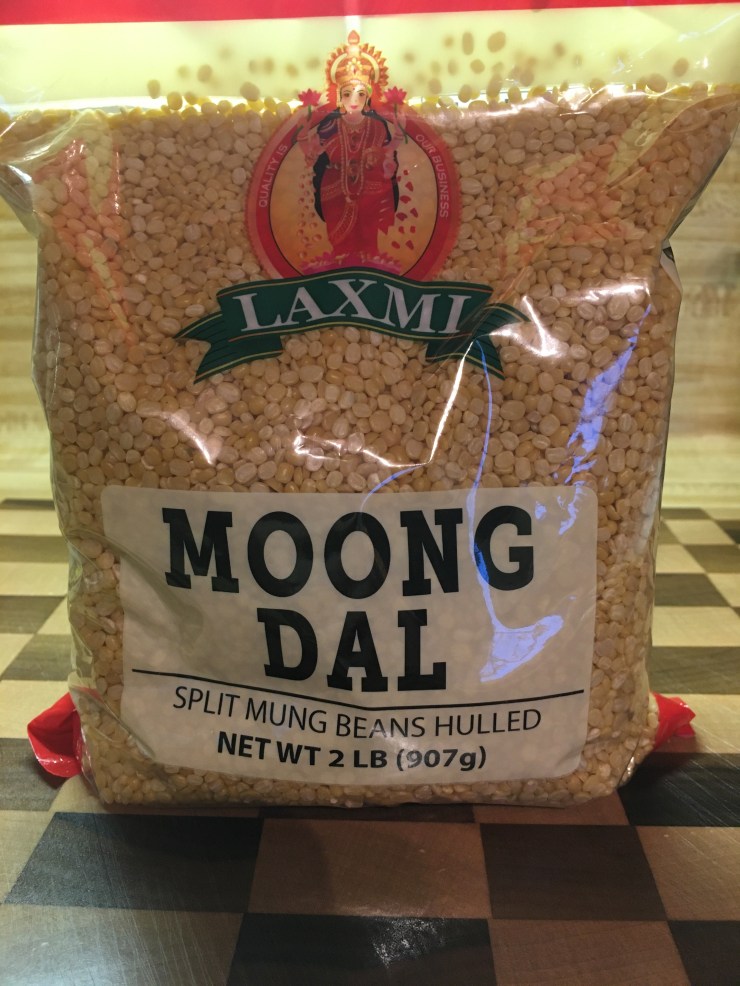 QUALITY IS
OUR BUSINESS
LAXMI
MOONG
DAL
SPLIT MUNG BEANS HULLED
NET WT 2 LB (907g)